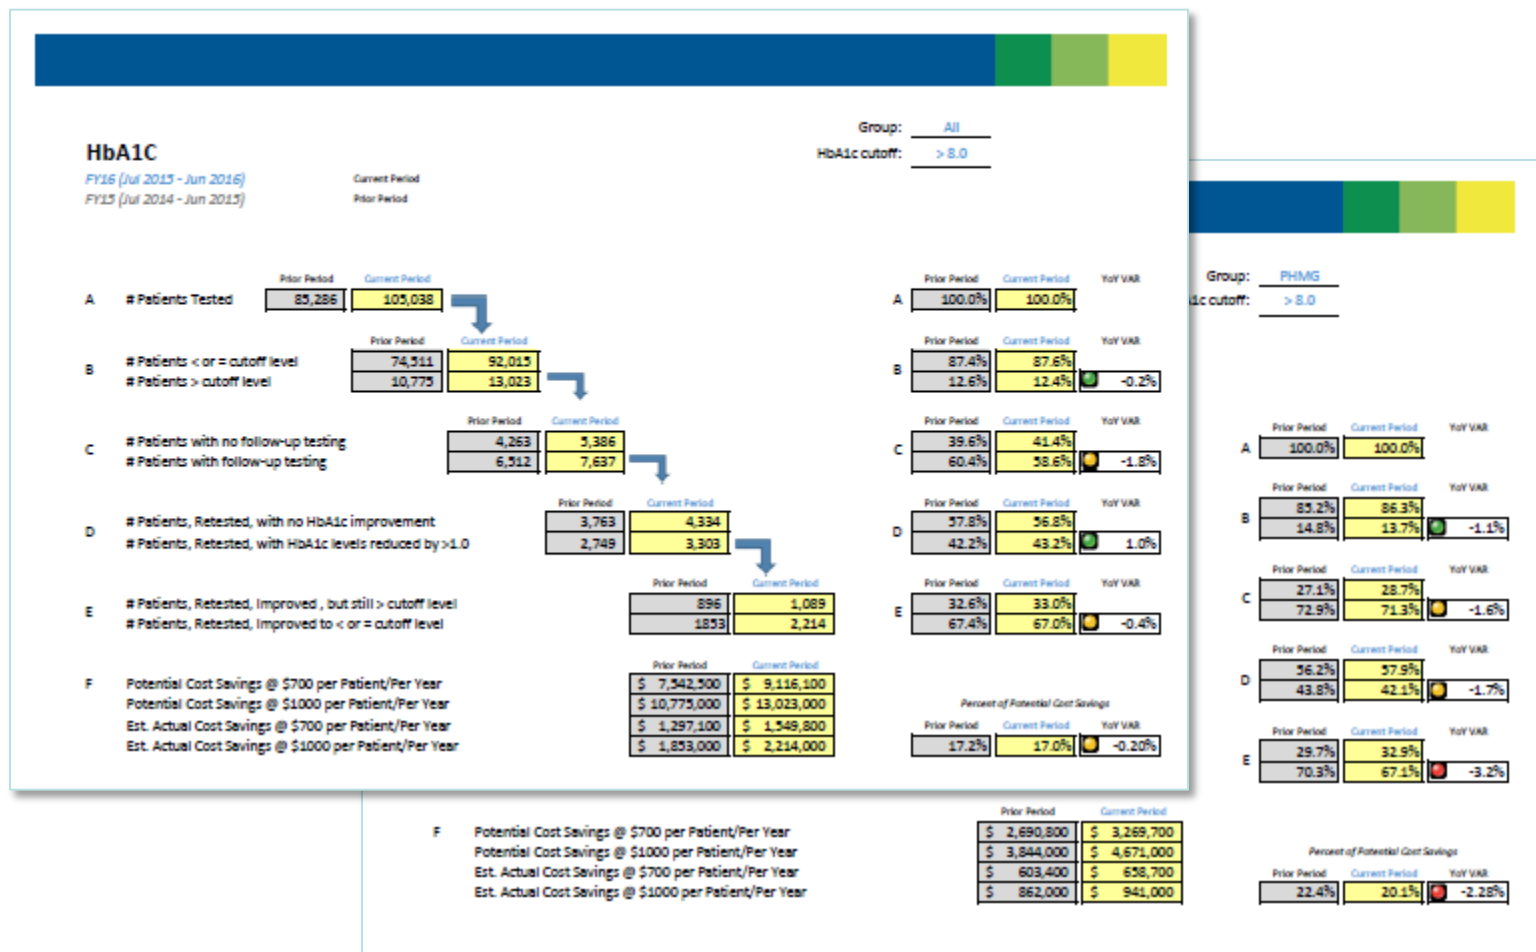 Group: All
HbA1C
HbA1c cutoff: > 8.0
FY16 (Jul 2015 - Jun 2016) Current Period
FY15 (Jul 2014 - Jun 2015) Prior Period
Prior Period Current Period
A # Patients Tested 85,286 105,038
Prior Period Current Period
B
# Patients < or = cutoff level 74,511 92,015
# Patients > cutoff level 10,775 13,023
Prior Period Current Period
C
# Patients with no follow-up testing 4,263 5,386
# Patients with follow-up testing 6,512 7,637
Prior Period Current Period
D
# Patients, Retested, with no HbA1c improvement 3,763 4,334
# Patients, Retested, with HbA1c levels reduced by >1.0 2,749 3,303
Prior Period Current Period
E
# Patients, Retested, Improved , but still > cutoff level 896 1,089
# Patients, Retested, Improved to < or = cutoff level 1853 2,214
Prior Period Current Period
F Potential Cost Savings @ $700 per Patient/Per Year $ 7,542,500 $ 9,116,100
Potential Cost Savings @ $1000 per Patient/Per Year $ 10,775,000 $ 13,023,000
Est. Actual Cost Savings @ $700 per Patient/Per Year $ 1,297,100 $ 1,549,800
Est. Actual Cost Savings @ $1000 per Patient/Per Year $ 1,853,000 $ 2,214,000
Prior Period Current Period YoY VAR
A 100.0% 100.0%
Prior Period Current Period YoY VAR
B
87.4% 87.6%
12.6% 12.4% -0.2%
Prior Period Current Period YoY VAR
C
39.6% 41.4%
60.4% 58.6% -1.8%
Prior Period Current Period YoY VAR
D
57.8% 56.8%
42.2% 43.2% 1.0%
Prior Period Current Period YoY VAR
E
32.6% 33.0%
67.4% 67.0% -0.4%
Percent of Potential Cost Savings
Prior Period Current Period YoY VAR
17.2% 17.0% -0.20%
Group: PHMG
cutoff: > 8.0
Prior Period Current Period YoY VAR
A 100.0% 100.0%
Prior Period Current Period YoY VAR
B
85.2% 86.3%
14.8% 13.7% -1.1%
Prior Period Current Period YoY VAR
C
27.1% 28.7%
72.9% 71.3% -1.6%
Prior Period Current Period YoY VAR
D
56.2% 57.9%
43.8% 42.1% -1.7%
Prior Period Current Period YoY VAR
E
29.7% 32.9%
70.3% 67.1% -3.2%
Prior Period Current Period
F Potential Cost Savings @ $700 per Patient/Per Year $ 2,690,800 $ 3,269,700
Potential Cost Savings @ $1000 per Patient/Per Year $ 3,844,000 $ 4,671,000
Est. Actual Cost Savings @ $700 per Patient/Per Year $ 603,400 $ 658,700
Est. Actual Cost Savings @ $1000 per Patient/Per Year $ 862,000 $ 941,000
Percent of Potential Cost Savings
Prior Period Current Period YoY VAR
22.4% 20.1% -2.28%